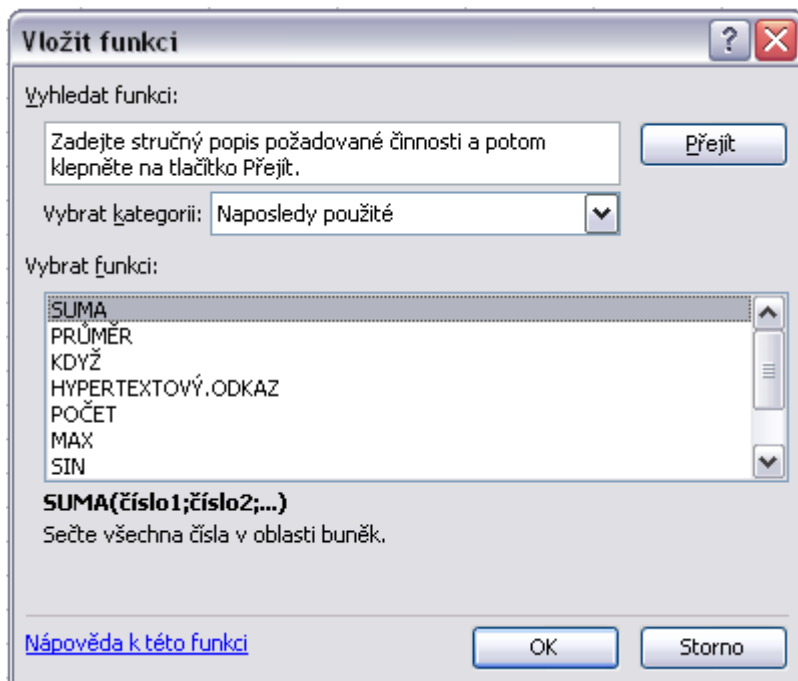 Vložit funkci
Vyhledat funkci:
Zadejte stručný popis požadované činnosti a potom
klepněte na tlačítko Přejít.
Přejít
Vybrat kategorii: Naposledy použité
Vybrat funkci:
SUMA
PRŮMĚR
KDYŽ
HYPERTEXTOVÝ.ODKAZ
POČET
MAX
SIN
SUMA(číslo1;číslo2;...)
Sečte všechna čísla v oblasti buněk.
Nápověda k této funkci
OK
Storno